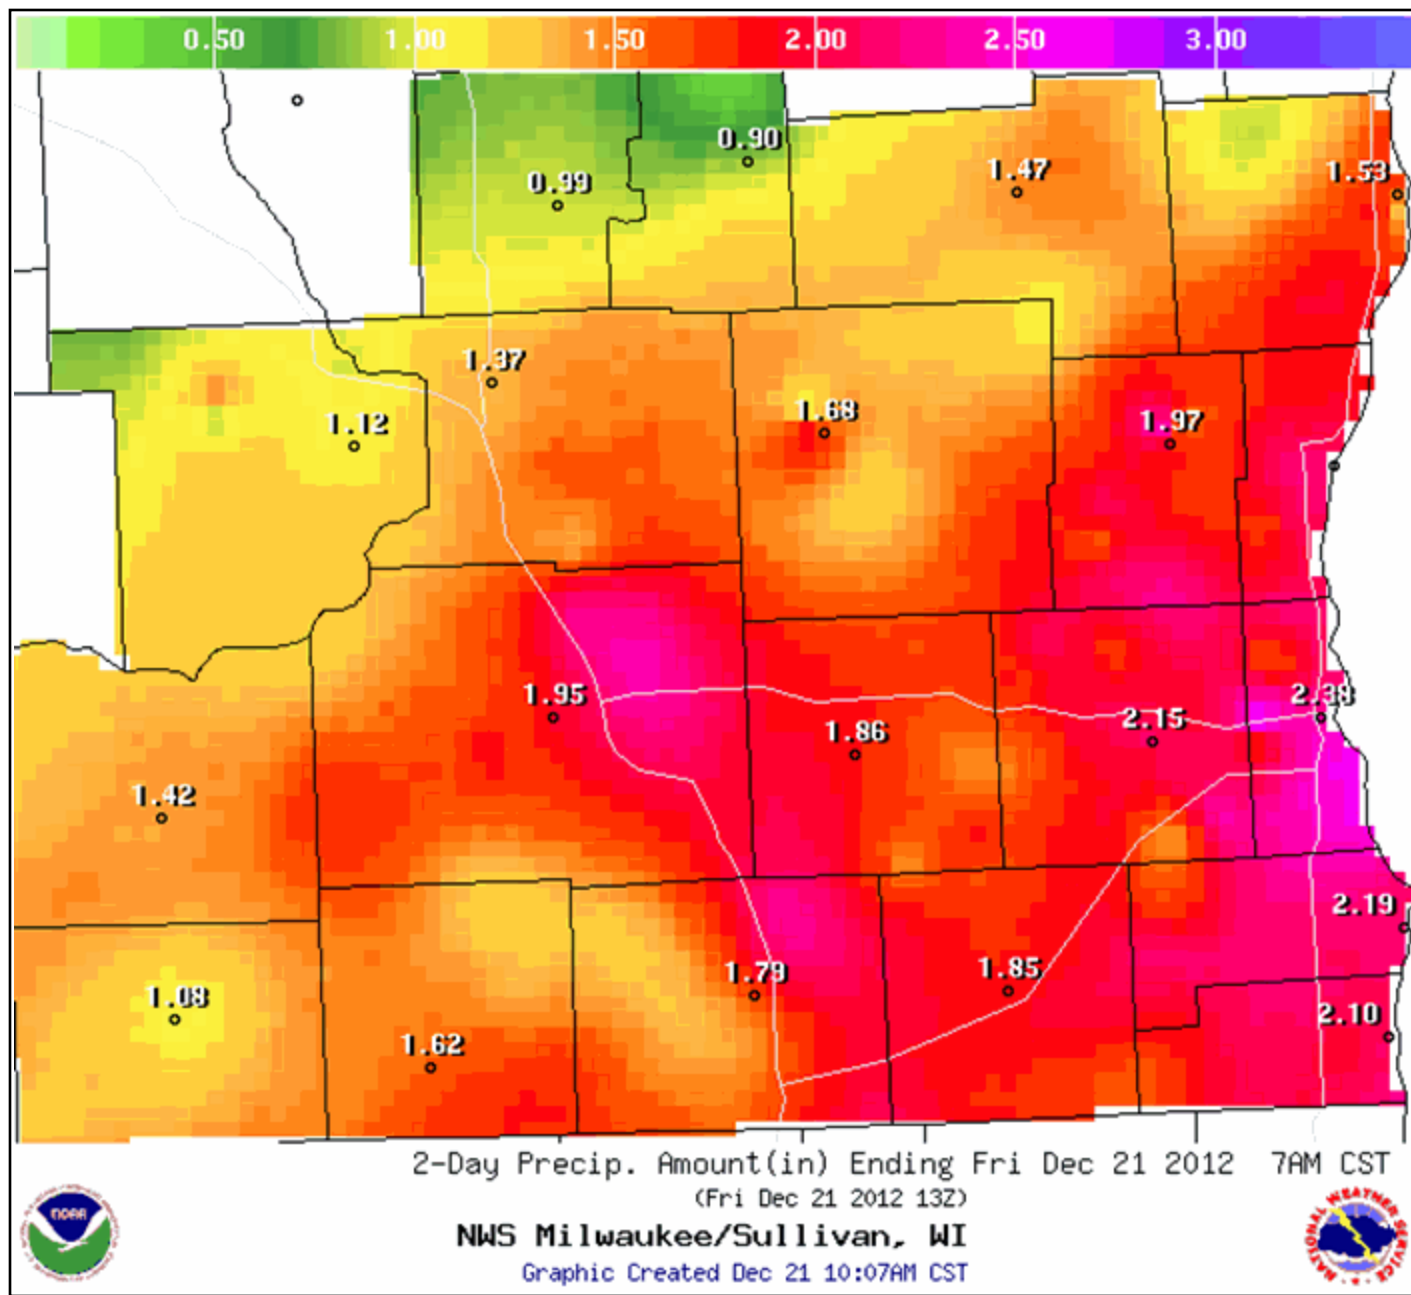 0.50 1.00 1.50 2.00 2.50 3.00
0.90
0.99
1.47
1.53
1.37
1.12
1.68
1.97
1.95
1.86
2.15
2.38
1.42
2.19
1.08
1.79
1.85
1.62
2.10
2-Day Precip. Amount(in) Ending Fri Dec 21 2012 7AM CST
(Fri Dec 21 2012 13Z)
NWS Milwaukee/Sullivan, WI
Graphic Created Dec 21 10:07AM CST
noaa
NATIONAL WEATHER SERVICE